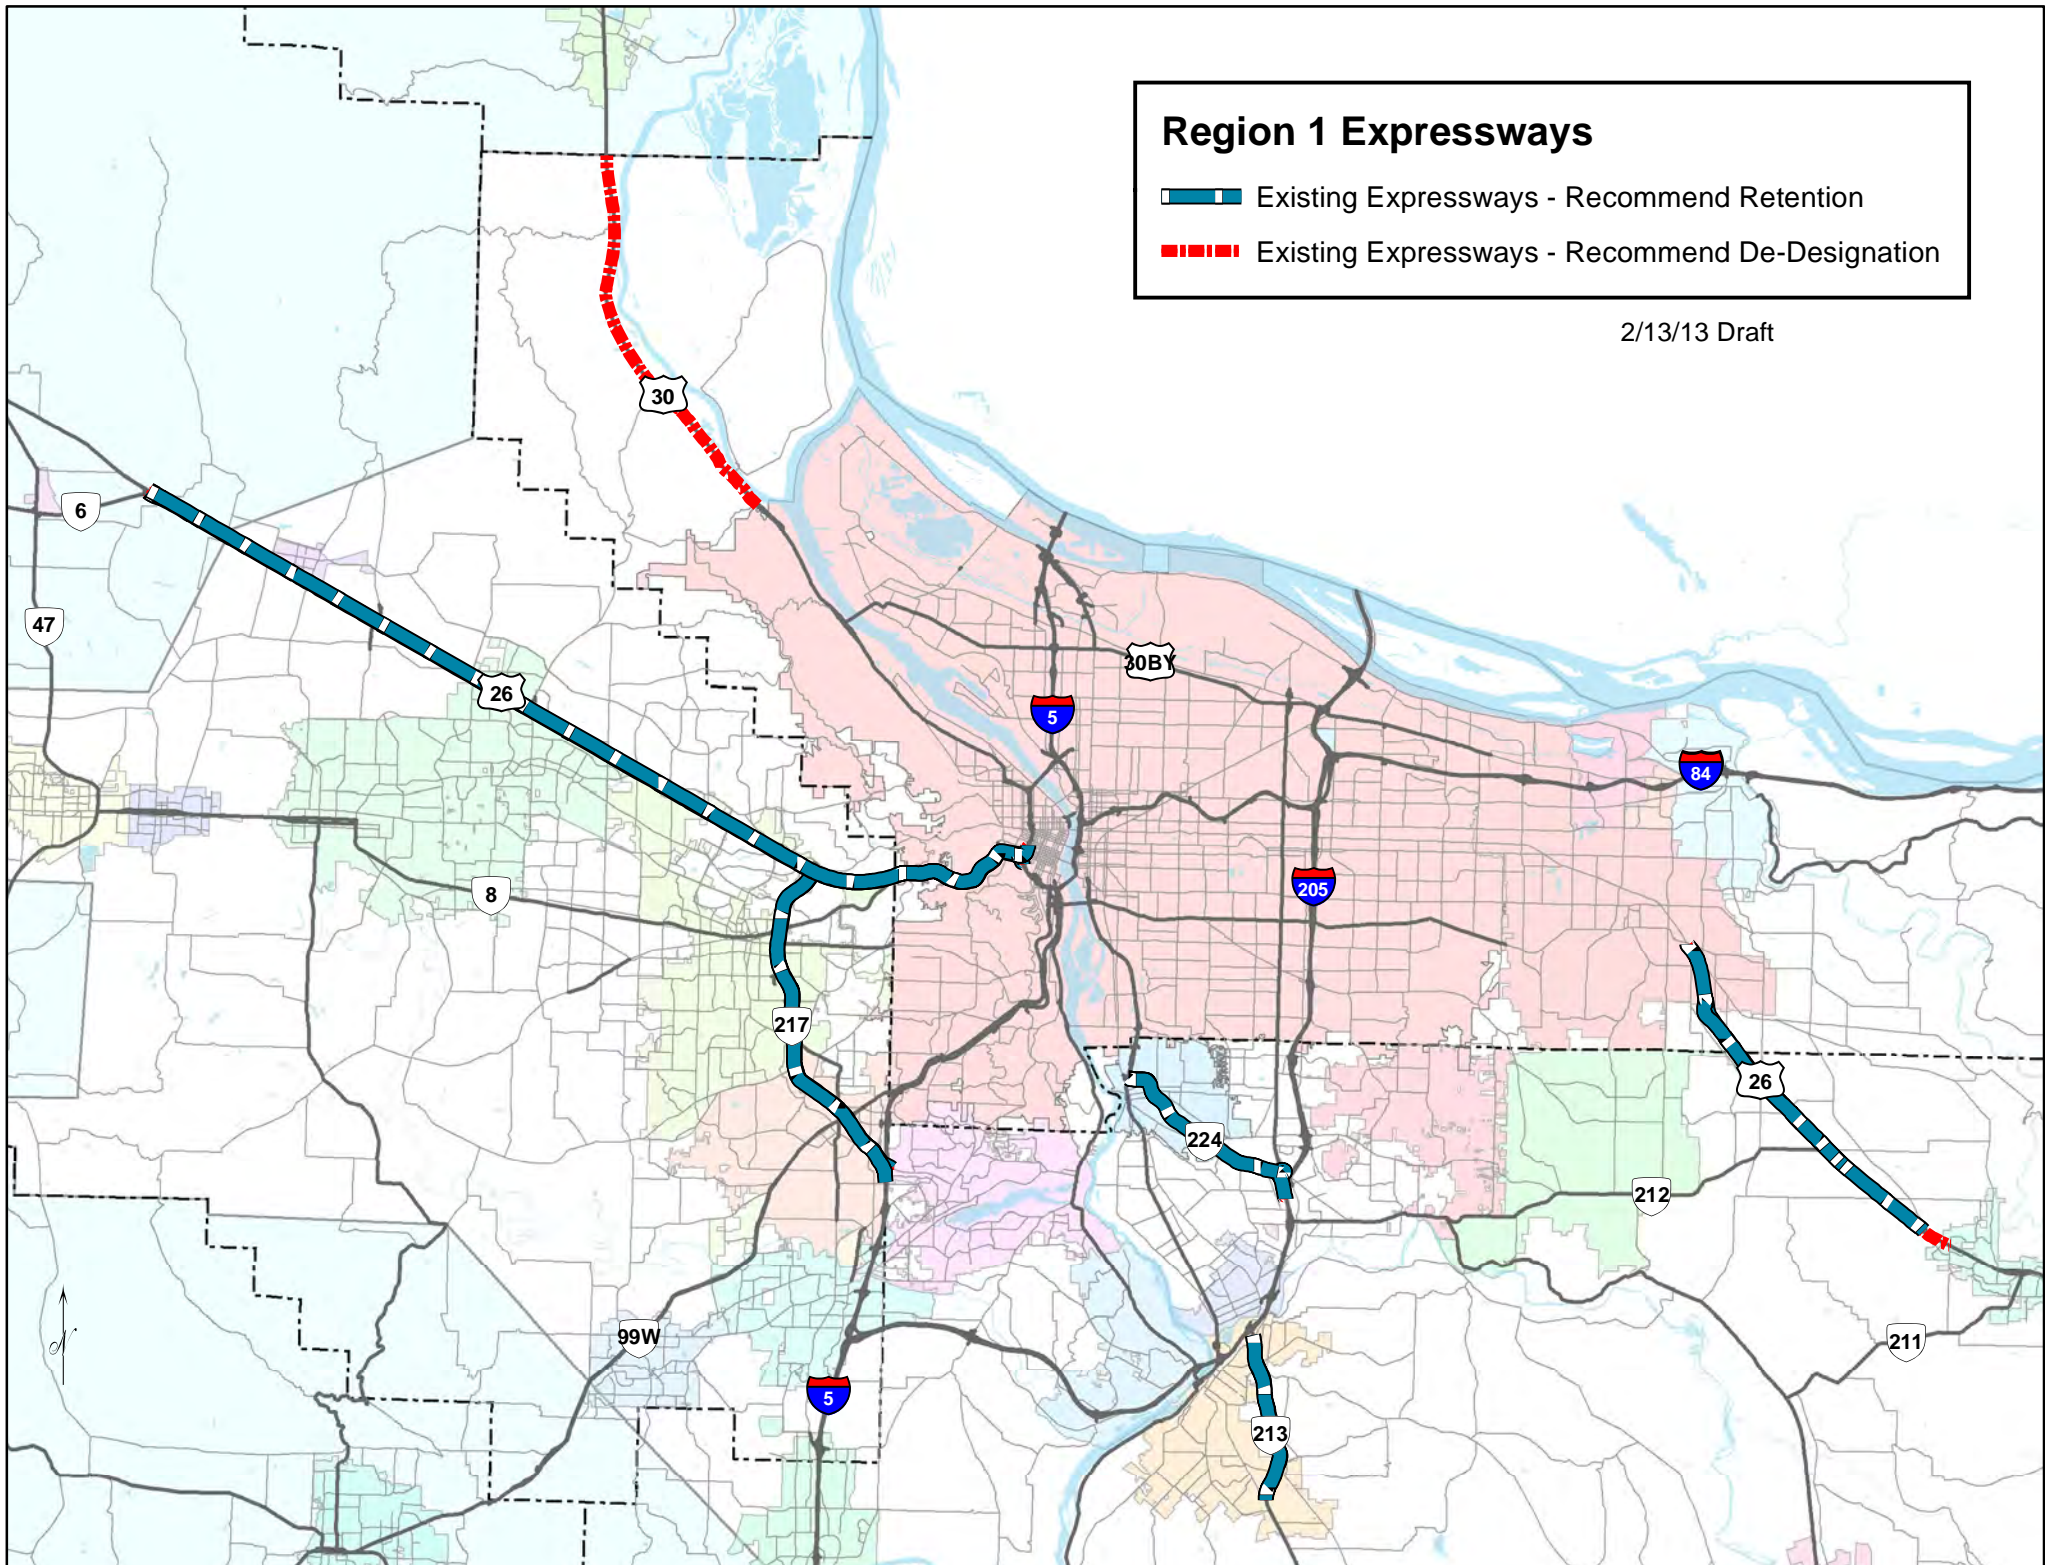 Region 1 Expressways
Existing Expressways - Recommend Retention
Existing Expressways - Recommend De-Designation
2/13/13 Draft
30
6
47
26
30BY
5
84
8
205
217
26
224
212
99W
211
5
213
N